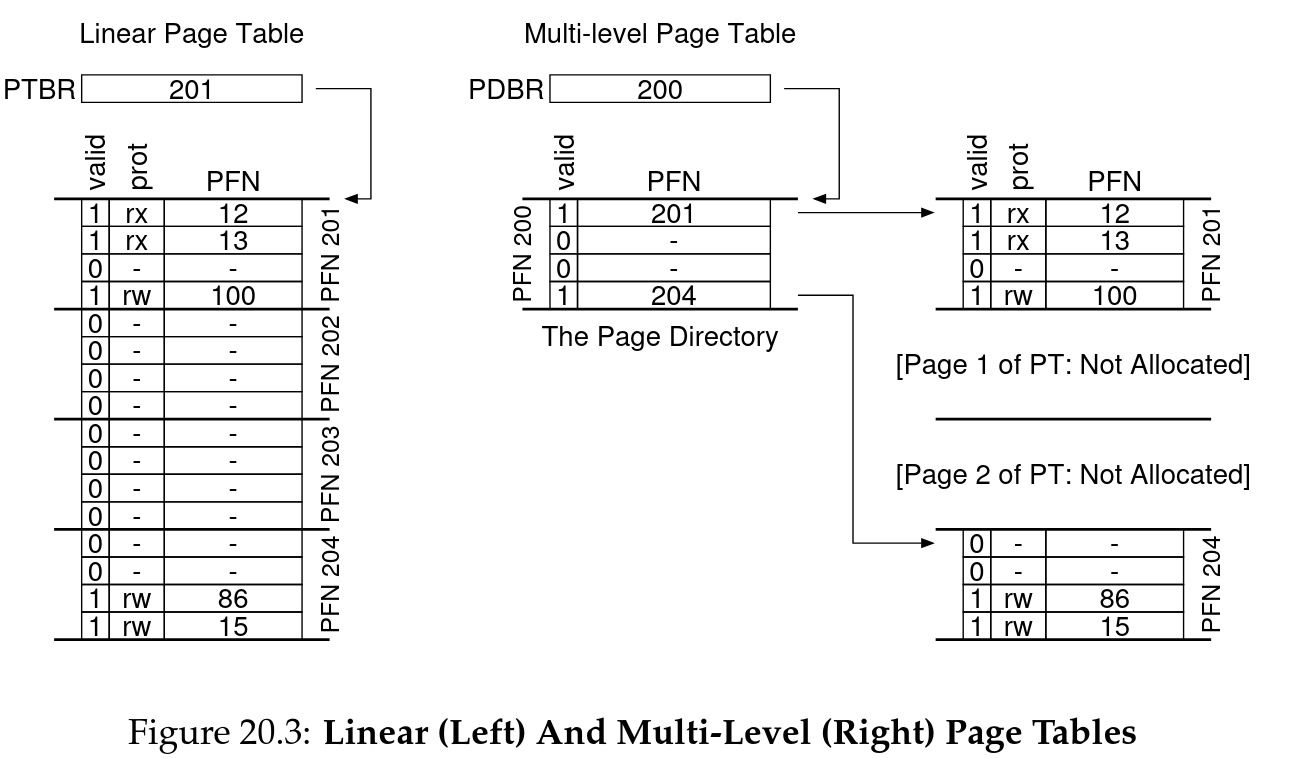 Linear Page Table
PTBR 201
valid prot PFN
1 rx 12
1 rx 13
0 - -
1 rw 100
PFN 201
0 - -
0 - -
0 - -
0 - -
PFN 202
0 - -
0 - -
0 - -
0 - -
PFN 203
0 - -
0 - -
1 rw 86
1 rw 15
PFN 204
Multi-level Page Table
PDBR 200
valid PFN
PFN 200
1 201
0 -
0 -
1 204
The Page Directory
valid prot PFN
1 rx 12
1 rx 13
0 - -
1 rw 100
PFN 201
[Page 1 of PT: Not Allocated]
[Page 2 of PT: Not Allocated]
0 - -
0 - -
1 rw 86
1 rw 15
PFN 204
Figure 20.3: Linear (Left) And Multi-Level (Right) Page Tables